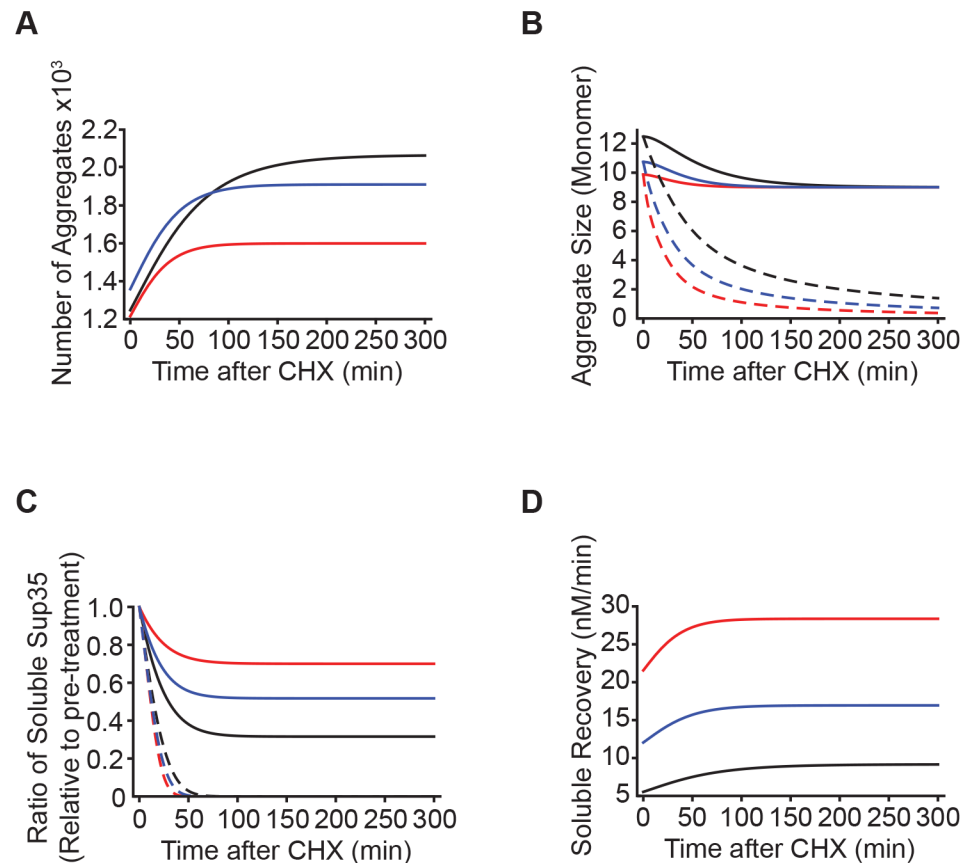 A
Number of Aggregates x10³
2.2
2.0
1.8
1.6
1.4
1.2
0 50 100 150 200 250 300
Time after CHX (min)
B
Aggregate Size (Monomer)
12
10
8
6
4
2
0
0 50 100 150 200 250 300
Time after CHX (min)
C
Ratio of Soluble Sup35
(Relative to pre-treatment)
1.0
0.8
0.6
0.4
0.2
0
0 50 100 150 200 250 300
Time after CHX (min)
D
Soluble Recovery (nM/min)
30
25
20
15
10
5
0 50 100 150 200 250 300
Time after CHX (min)